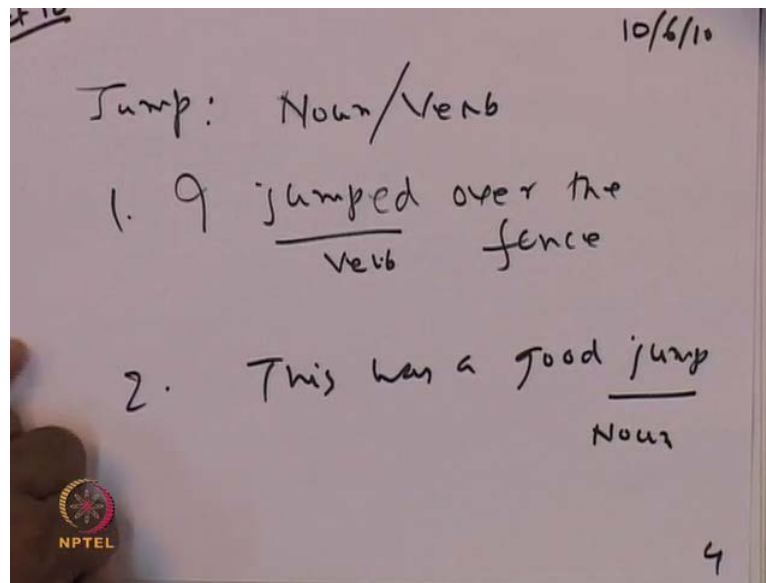 10/6/10
Jump: Noun/Verb
1. I jumped over the
Verb fence
2. This was a good jump
Noun
NPTEL
4